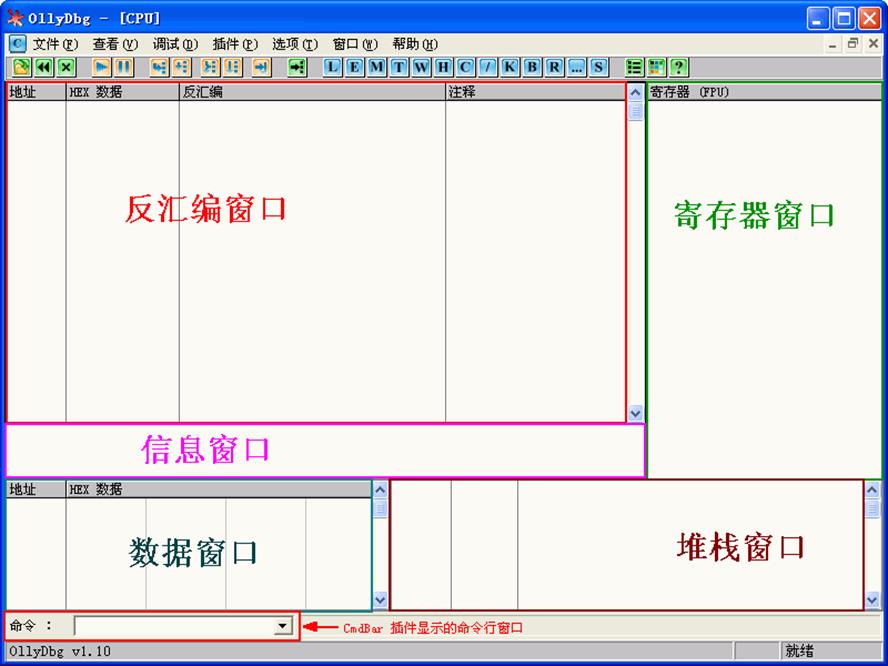 OllyDbg - [CPU]
C 文件(F) 查看(V) 调试(D) 插件(P) 选项(T) 窗口(W) 帮助(H)
L E M T W H C / K B R ... S ?
地址 HEX 数据 反汇编 注释 寄存器 (FPU)
反汇编窗口
寄存器窗口
信息窗口
地址 HEX 数据
数据窗口
堆栈窗口
命令 :
CmdBar 插件显示的命令行窗口
OllyDbg v1.10 就绪